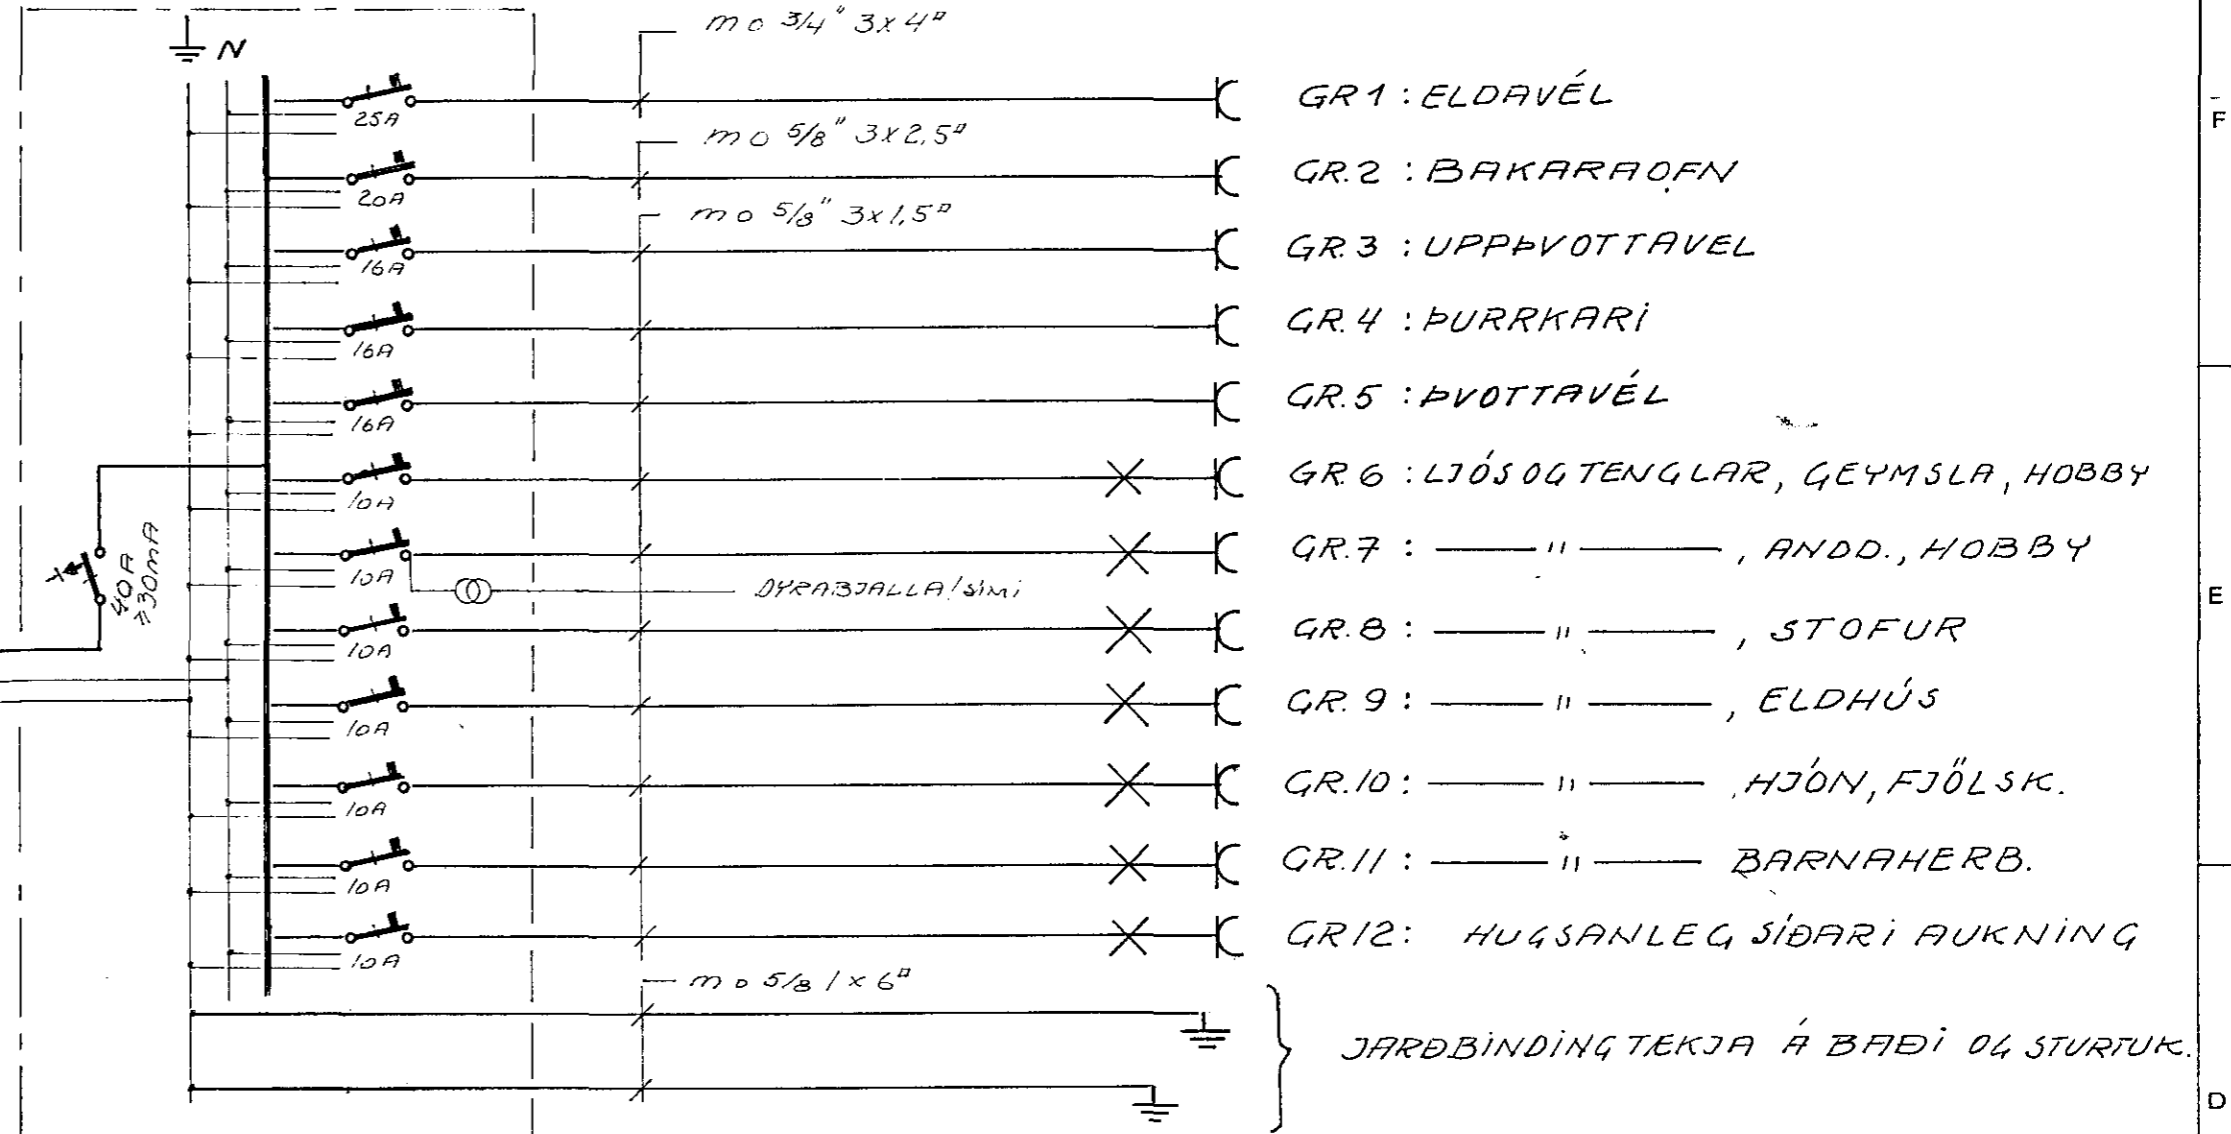 m○ 3/4" 3x4□
N
GR1 : ELDAVÉL
25A
F
m○ 5/8" 3x2,5□
GR.2 : BAKARAOFN
20A
m○ 5/8" 3x1,5□
GR.3 : UPPÞVOTTAVEL
16A
GR.4 : ÞURRKARI
16A
GR.5 : ÞVOTTAVÉL
16A
GR.6 : LJÓS OG TENGLAR, GEYMSLA, HOBBY
10A
GR.7 : —— " ——, ANDD., HOBBY
10A
40A
30mA
DYRABJALLA/SÍMI
E
GR.8 : —— " ——, STOFUR
10A
GR.9 : —— " ——, ELDHÚS
10A
GR.10 : —— " —— , HJÓN, FJÖLSK.
10A
GR.11 : —— " —— BARNAHERB.
10A
GR12: HUGSANLEG SÍÐARI AUKNING
10A
m○ 5/8 1x6□
JARÐBINDING TÆKJA Á BAÐI OG STURTUK.
D